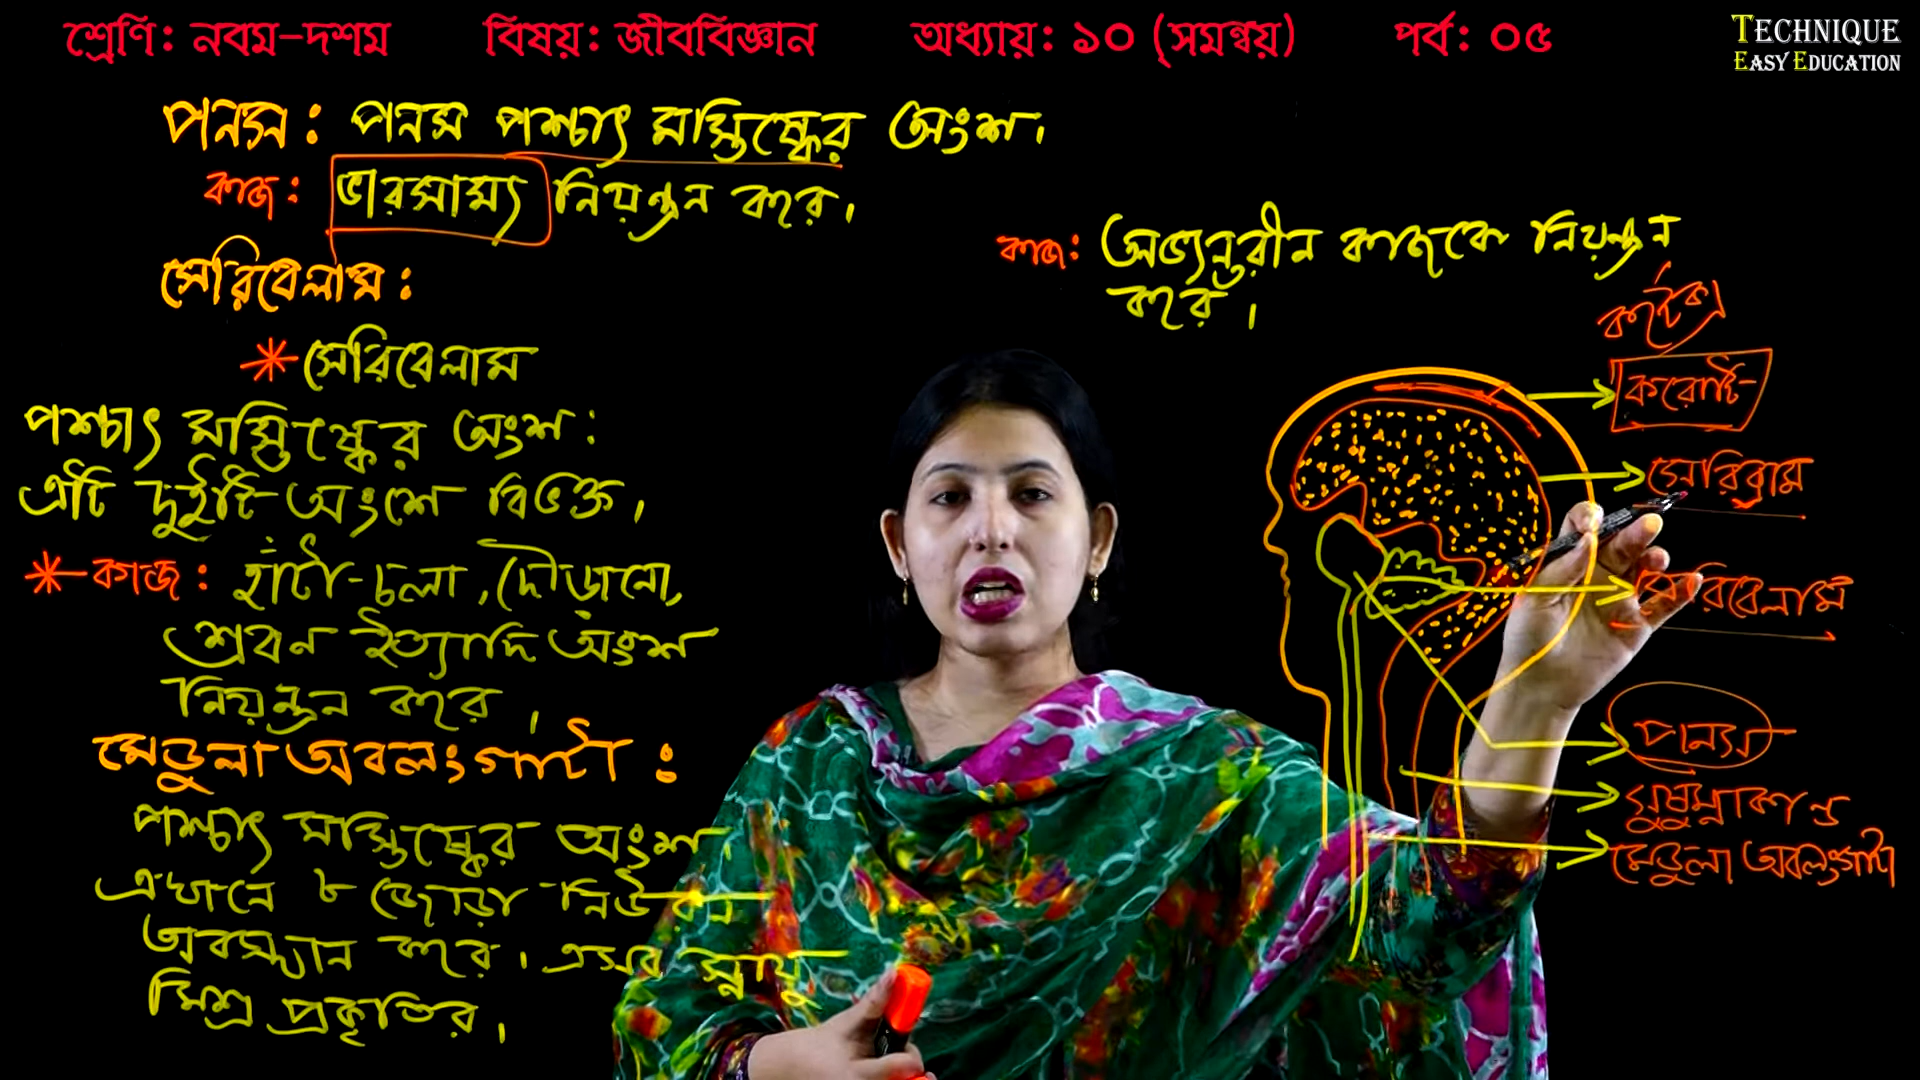 শ্রেণি: নবম-দশম বিষয়: জীববিজ্ঞান অধ্যায়: ১০ (সমন্বয়) পর্ব: ০৫
TECHNIQUE
EASY EDUCATION
পনস: পনস পশ্চাৎ মস্তিষ্কের অংশ।
কাজ: ভারসাম্য নিয়ন্ত্রন করে।
সেরিবেলাম:
* সেরিবেলাম
পশ্চাৎ মস্তিষ্কের অংশ:
এটি দুইটি অংশে বিভক্ত।
* কাজ: হাঁটা-চলা, দৌড়ানো,
শ্রবন ইত্যাদি অংশ
নিয়ন্ত্রন করে।
মেডুলা অবলংগাটা:
পশ্চাৎ মস্তিষ্কের অংশ।
এখানে ৮ জোড়া
অবস্থান করে। এসব স্নায়ু
মিশ্র প্রকৃতির।
কাজ: অভ্যন্তরীন কাজকে নিয়ন্ত্রন
করে।
করোটি
সেরিব্রাম
সেরিবেলাম
পনস
সুষুম্নাকান্ড
মেডুলা অবলংগাটা